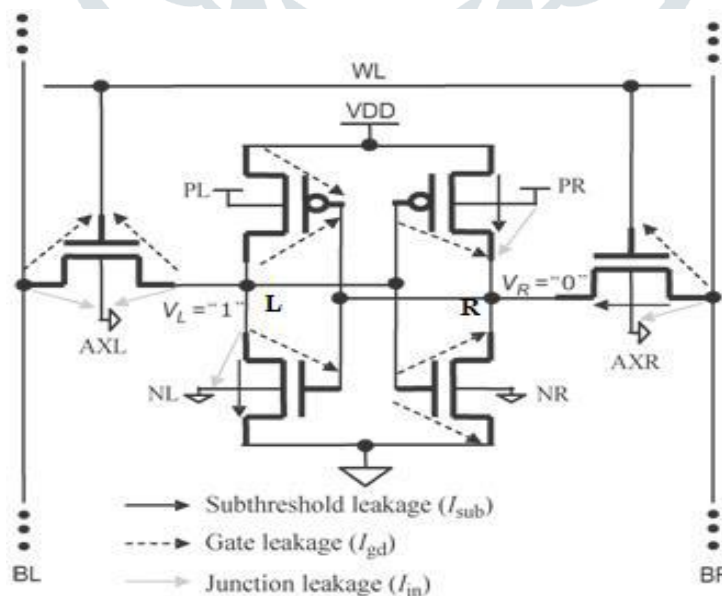 WL
VDD
PL
PR
V_L="1"
L
R
V_R="0"
AXL
AXR
NL
NR
Subthreshold leakage (I_sub)
Gate leakage (I_gd)
Junction leakage (I_in)
BL